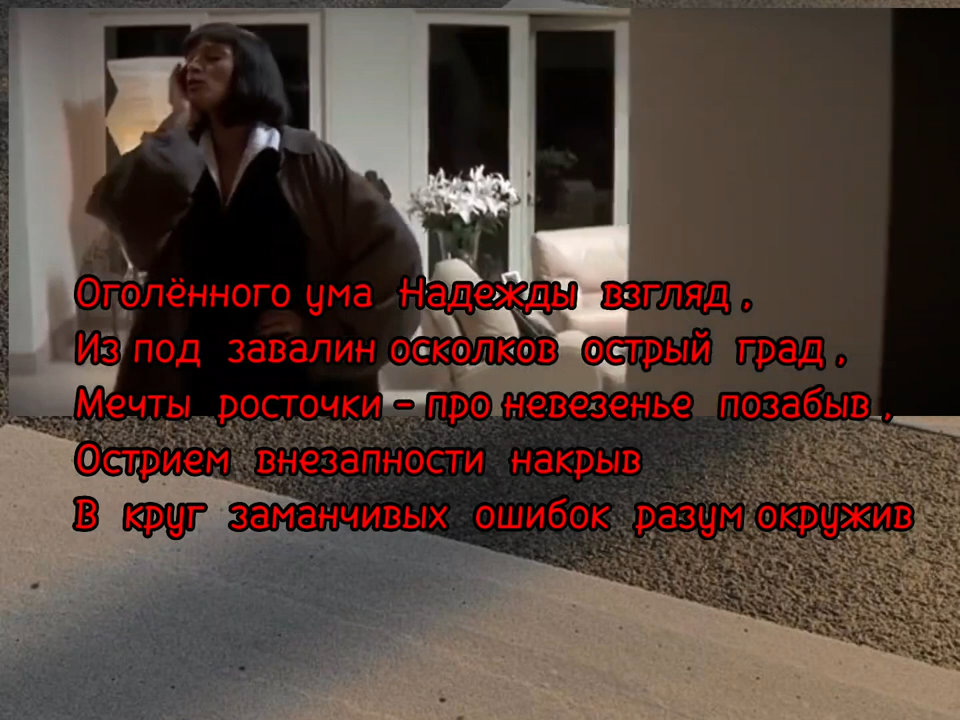 Оголённого ума Надежды взгляд ,
Из под завалин осколков острый град ,
Мечты росточки - про невезенье позабыв ,
Острием внезапности накрыв
В круг заманчивых ошибок разум окружив